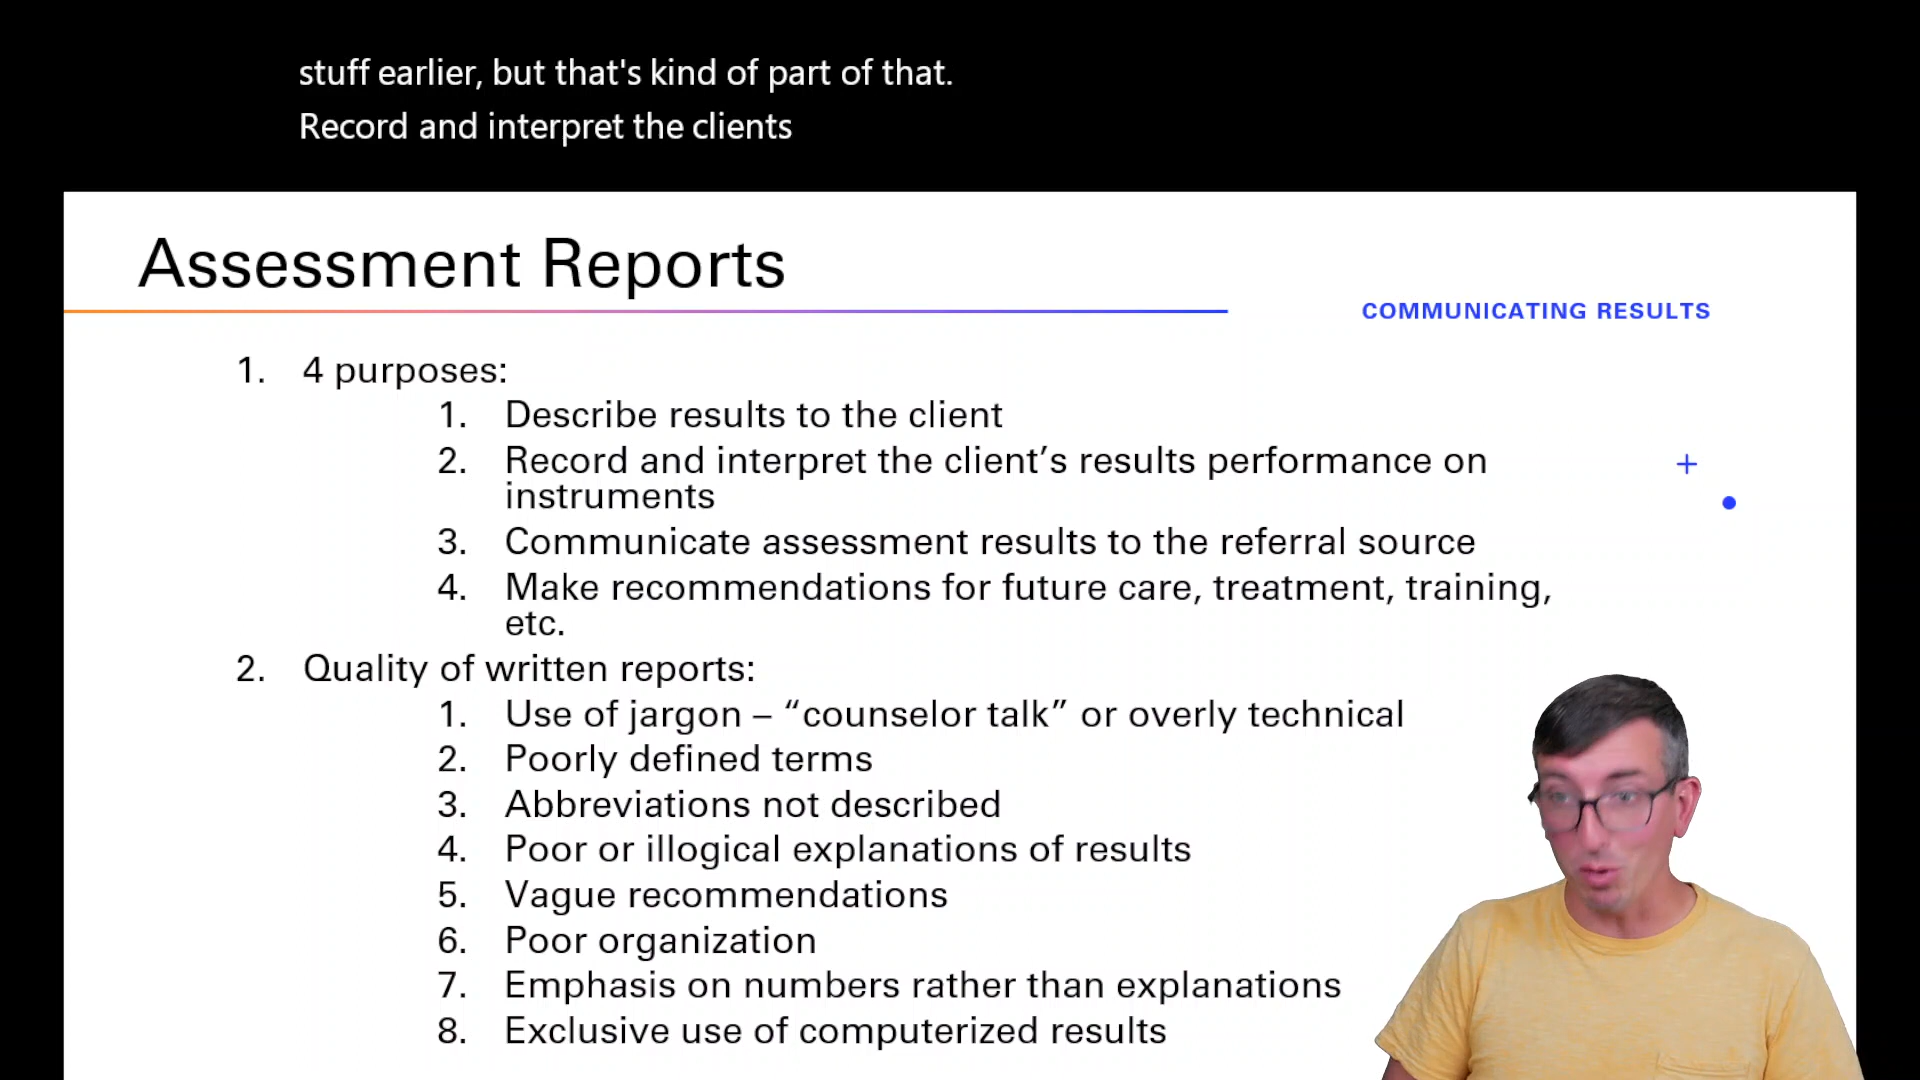 stuff earlier, but that's kind of part of that.
Record and interpret the clients
Assessment Reports
COMMUNICATING RESULTS
1. 4 purposes:
1. Describe results to the client
2. Record and interpret the client’s results performance on
instruments
3. Communicate assessment results to the referral source
4. Make recommendations for future care, treatment, training,
etc.
2. Quality of written reports:
1. Use of jargon – “counselor talk” or overly technical
2. Poorly defined terms
3. Abbreviations not described
4. Poor or illogical explanations of results
5. Vague recommendations
6. Poor organization
7. Emphasis on numbers rather than explanations
8. Exclusive use of computerized results